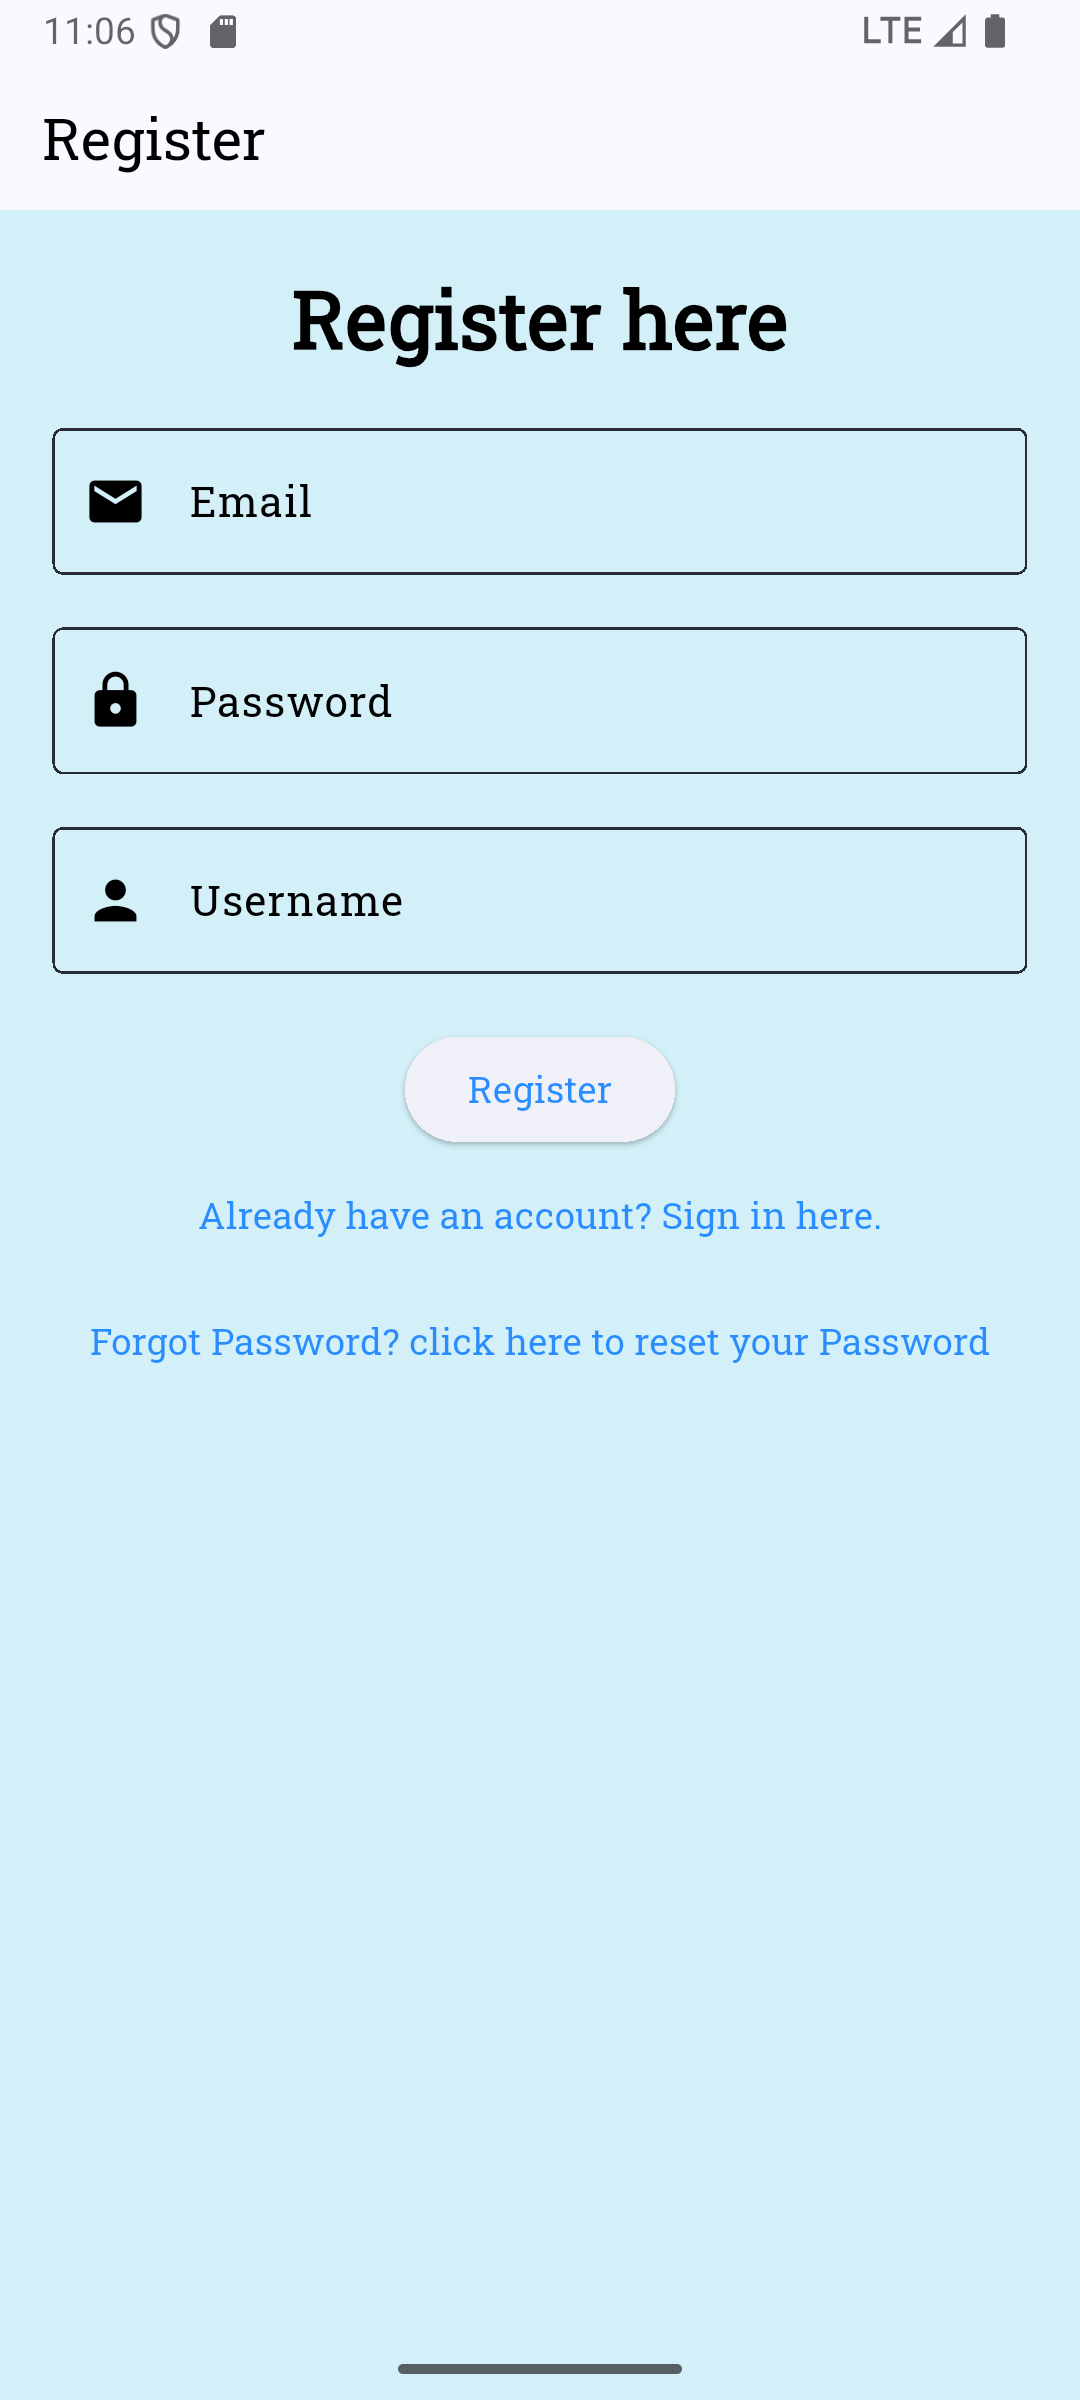 11:06 LTE
Register
Register here
Email
Password
Username
Register
Already have an account? Sign in here.
Forgot Password? click here to reset your Password